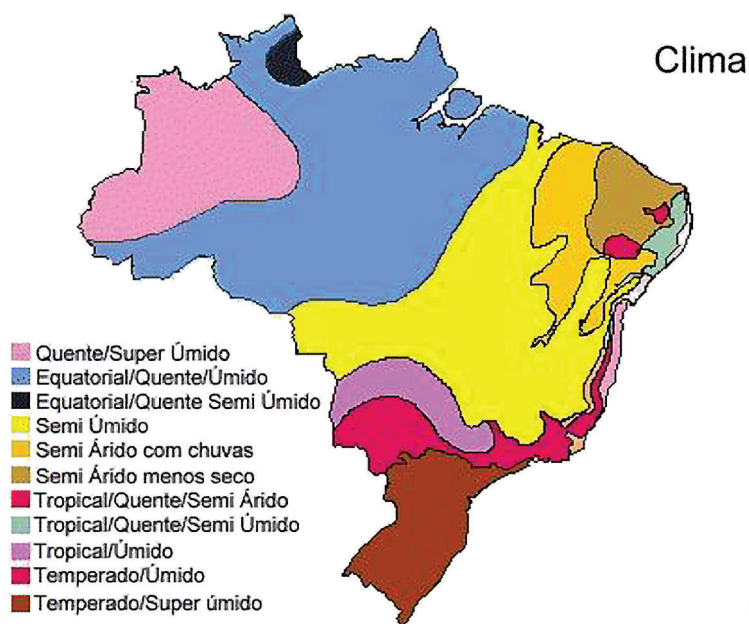 Clima
Quente/Super Úmido
Equatorial/Quente/Úmido
Equatorial/Quente Semi Úmido
Semi Úmido
Semi Árido com chuvas
Semi Árido menos seco
Tropical/Quente/Semi Árido
Tropical/Quente/Semi Úmido
Tropical/Úmido
Temperado/Úmido
Temperado/Super úmido